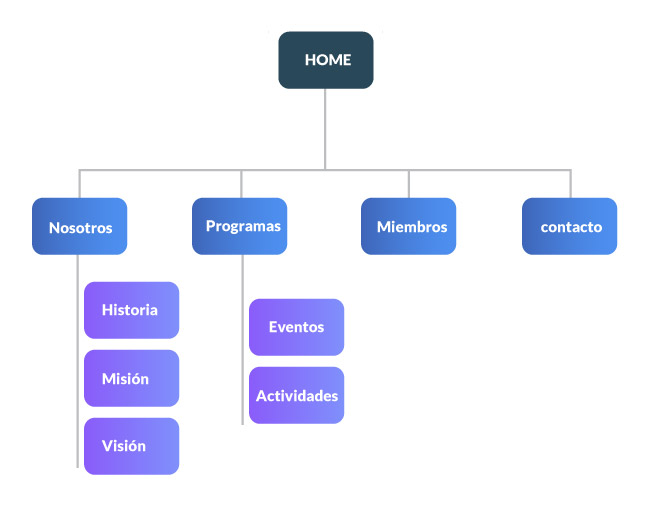 HOME
Nosotros
Programas
Miembros
contacto
Historia
Misión
Visión
Eventos
Actividades